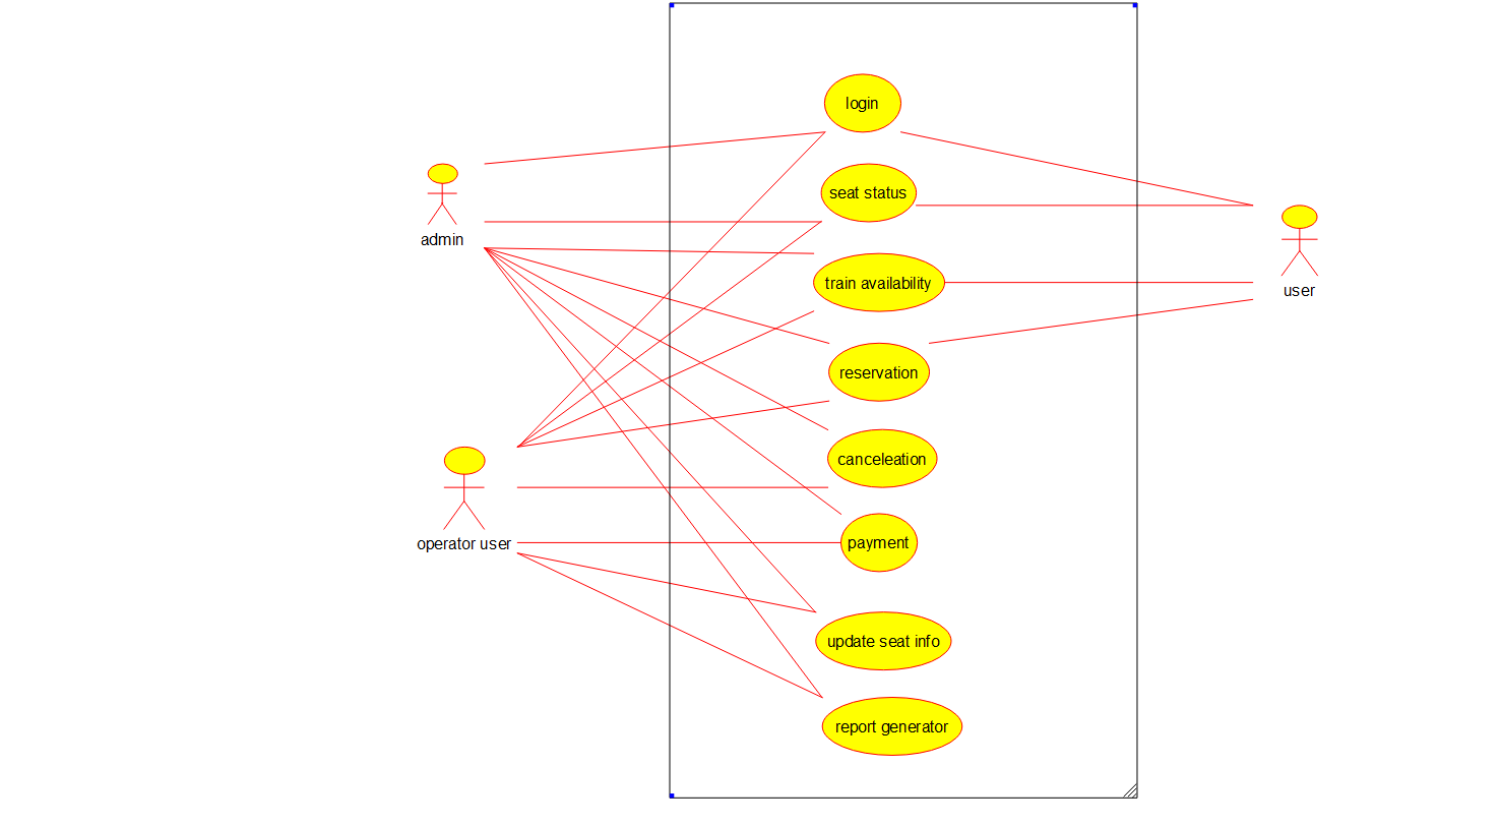 login
seat status
admin
train availability
user
reservation
canceleation
operator user
payment
update seat info
report generator